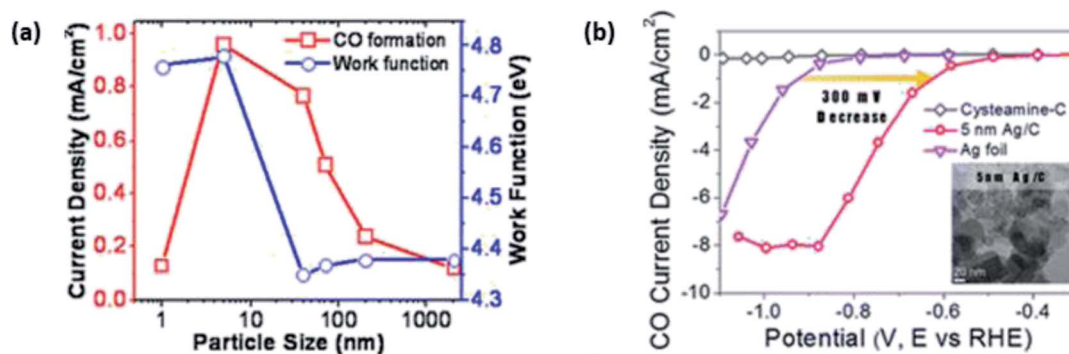 (a)
Current Density (mA/cm²)
1.0
0.8
0.6
0.4
0.2
0.0
CO formation
Work function
4.8
4.7
4.6
4.5
4.4
4.3
Work Function (eV)
1 10 100 1000
Particle Size (nm)
(b)
CO Current Density (mA/cm²)
0
-2
-4
-6
-8
-10
300 mV
Decrease
Cysteamine-C
5 nm Ag/C
Ag foil
5nm Ag/C
20 nm
-1.0 -0.8 -0.6 -0.4
Potential (V, E vs RHE)